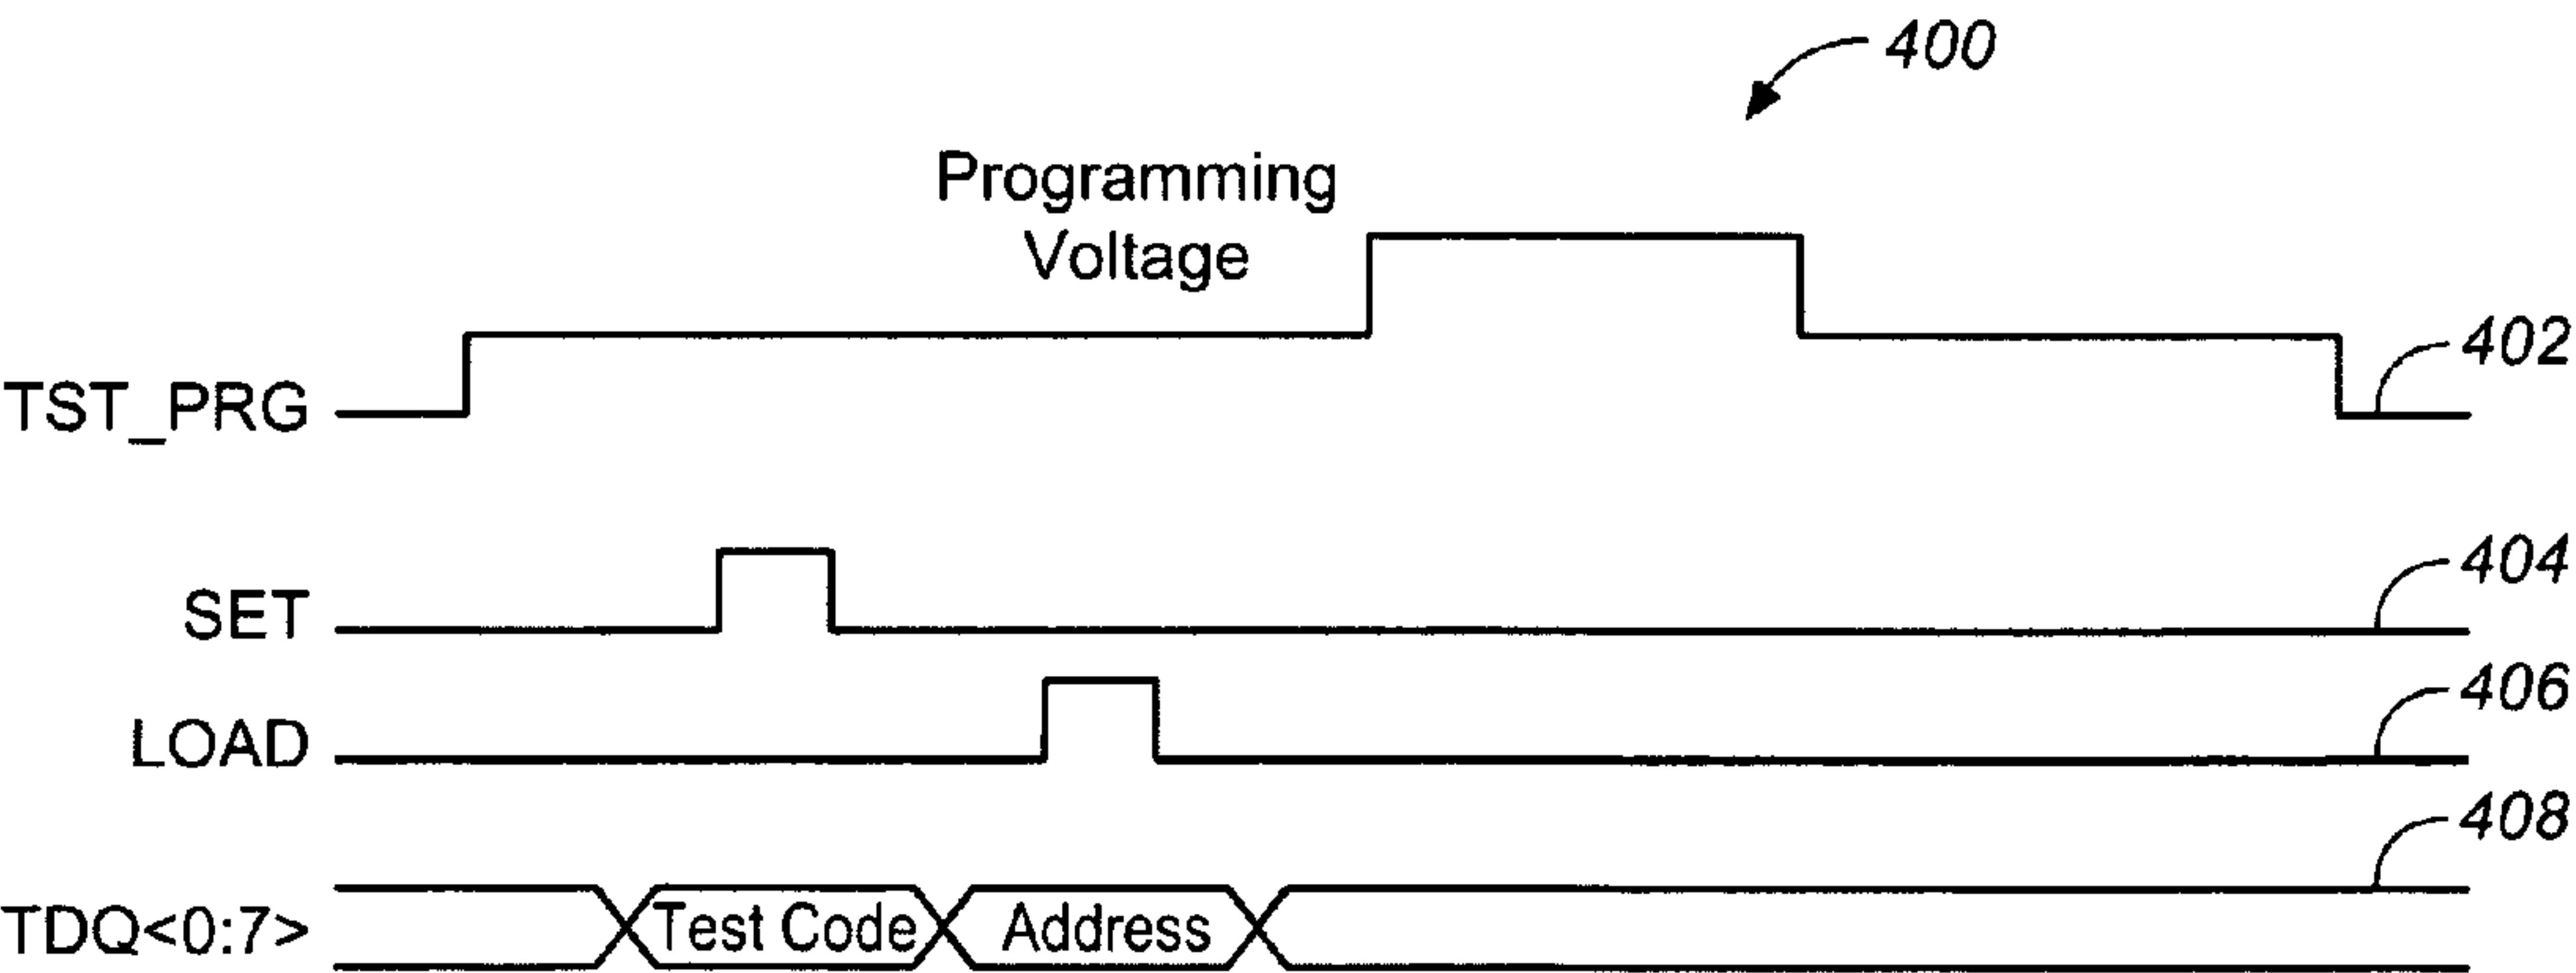 400
Programming
Voltage
TST_PRG
402
SET
404
LOAD
406
TDQ<0:7>
Test Code
Address
408